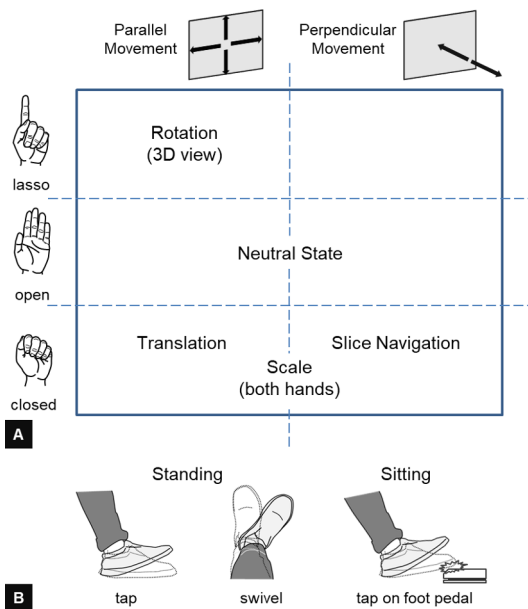 Parallel
Movement
Perpendicular
Movement
lasso
Rotation
(3D view)
open
Neutral State
closed
Translation
Slice Navigation
Scale
(both hands)
A
Standing
Sitting
tap
swivel
tap on foot pedal
B